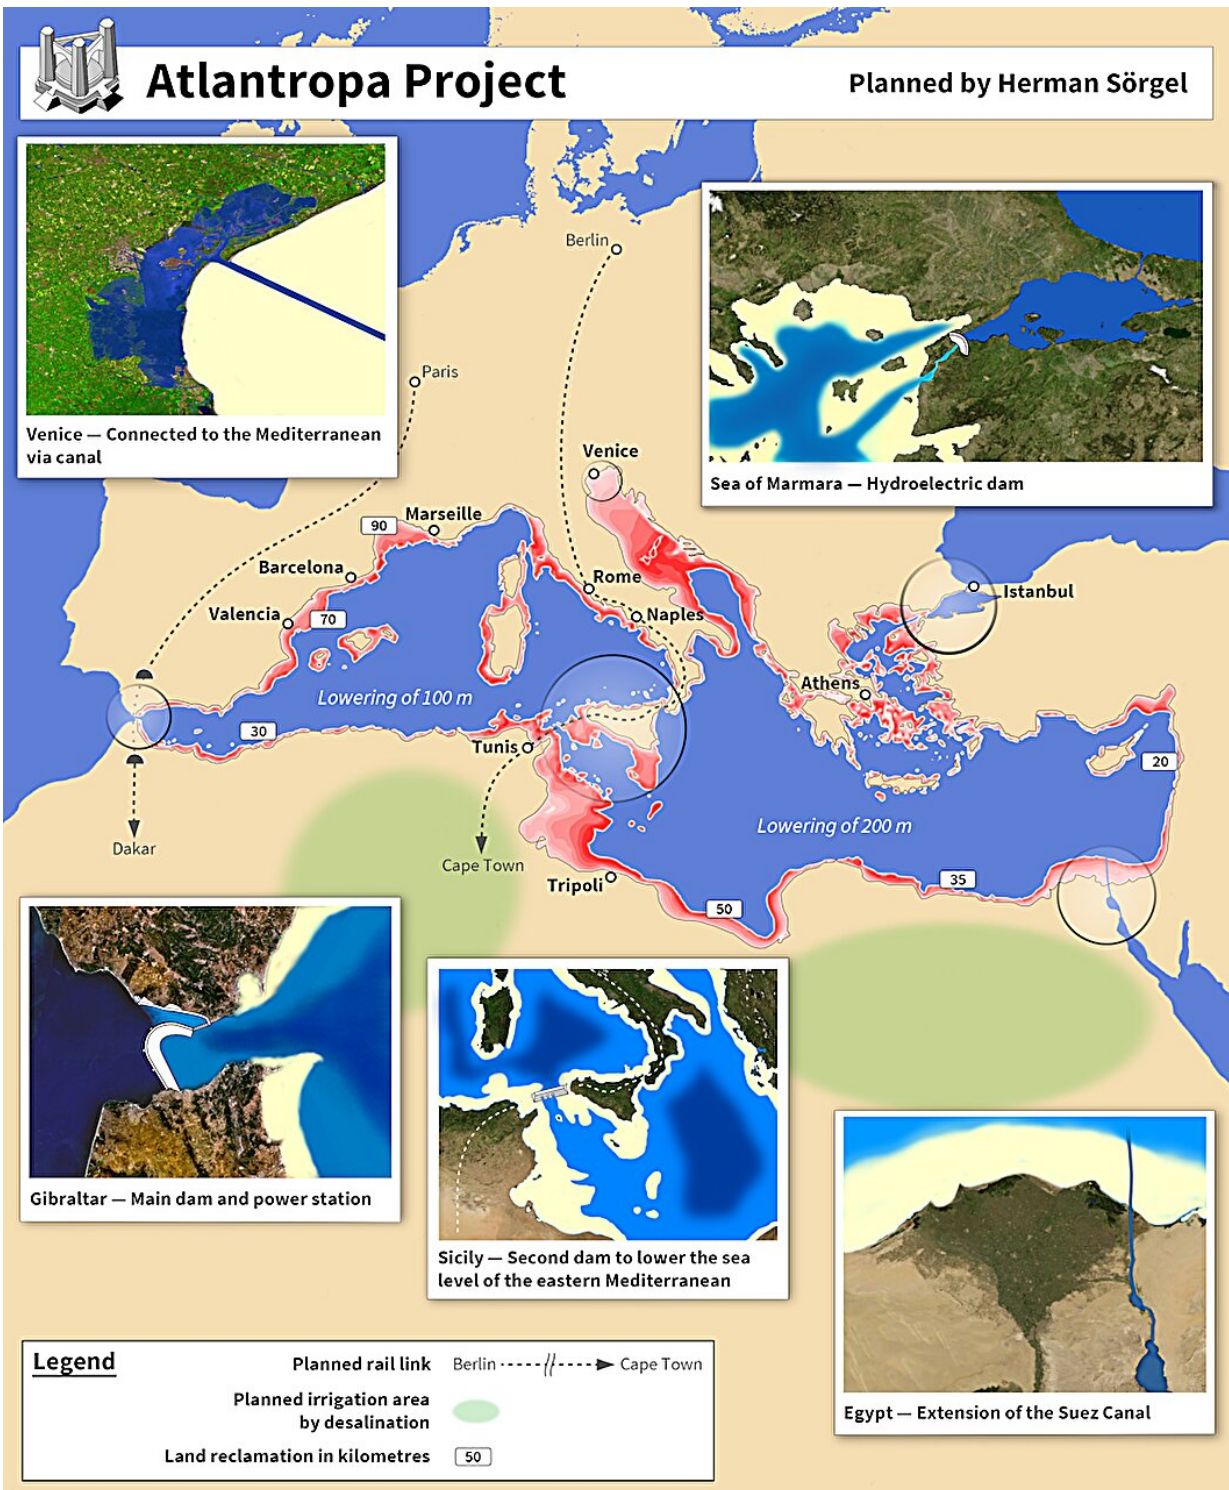 Atlantropa Project
Planned by Herman Sörgel
Venice — Connected to the Mediterranean
via canal
Sea of Marmara — Hydroelectric dam
Berlin
Paris
Venice
90
Marseille
Barcelona
Rome
Istanbul
Valencia
70
Naples
Athens
Lowering of 100 m
30
Tunis
20
Lowering of 200 m
Dakar
Cape Town
Tripoli
35
50
Gibraltar — Main dam and power station
Sicily — Second dam to lower the sea
level of the eastern Mediterranean
Egypt — Extension of the Suez Canal
Legend
Planned rail link
Berlin
Cape Town
Planned irrigation area
by desalination
Land reclamation in kilometres
50